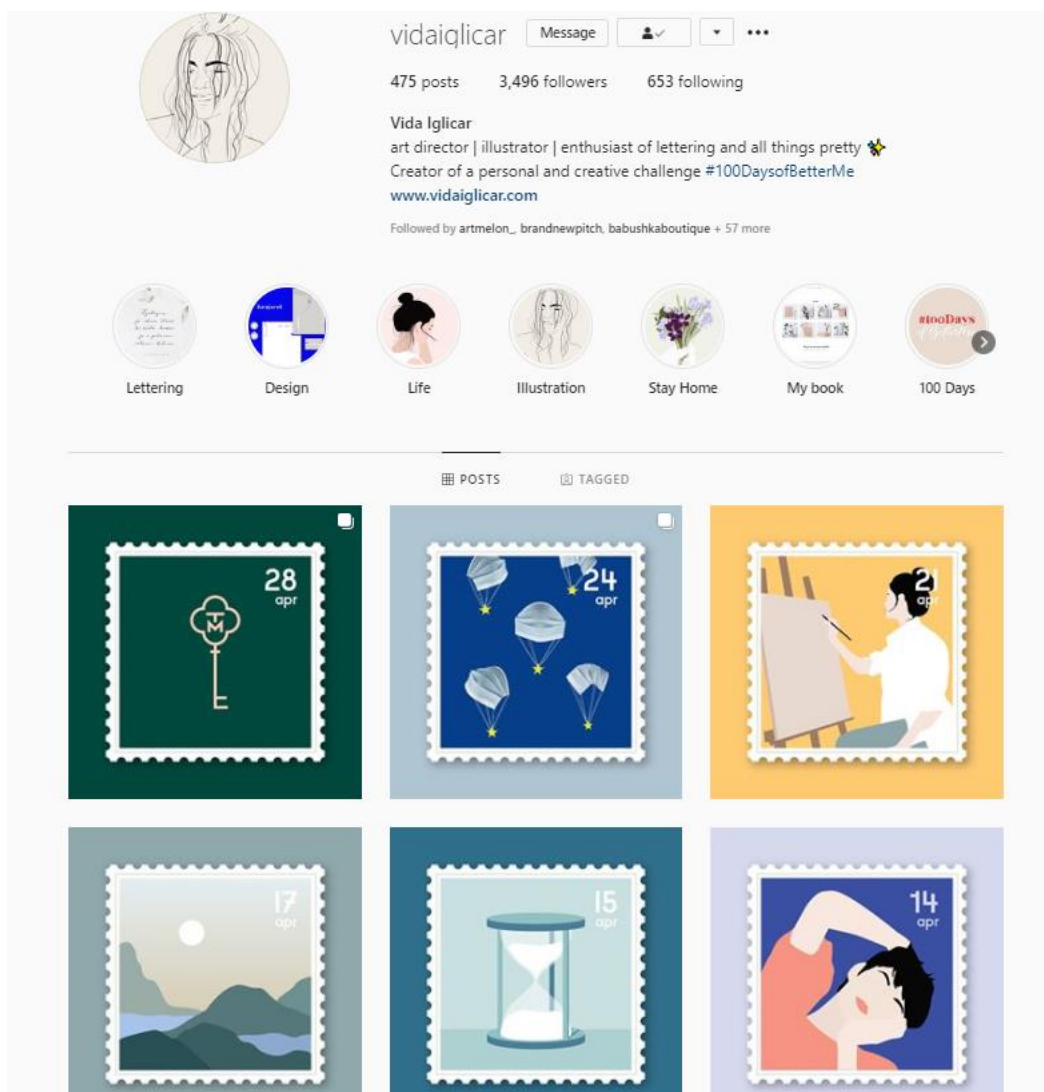 vidaiglicar Message
475 posts 3,496 followers 653 following
Vida Iglicar
art director | illustrator | enthusiast of lettering and all things pretty
Creator of a personal and creative challenge #100DaysofBetterMe
www.vidaiglicar.com
Followed by artmelon_, brandnewpitch, babushkaboutique + 57 more
#100Days
Lettering Design Life Illustration Stay Home My book 100 Days
POSTS TAGGED
28 24 21
apr apr apr
TM
17 15 14
apr apr apr